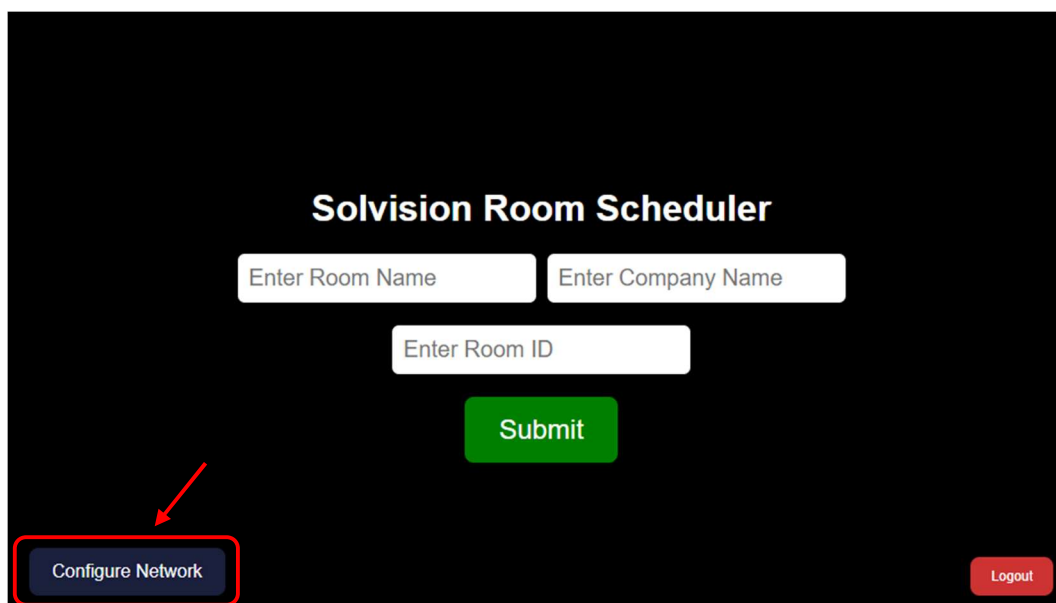 Solvision Room Scheduler
Enter Room Name Enter Company Name
Enter Room ID
Submit
Configure Network Logout